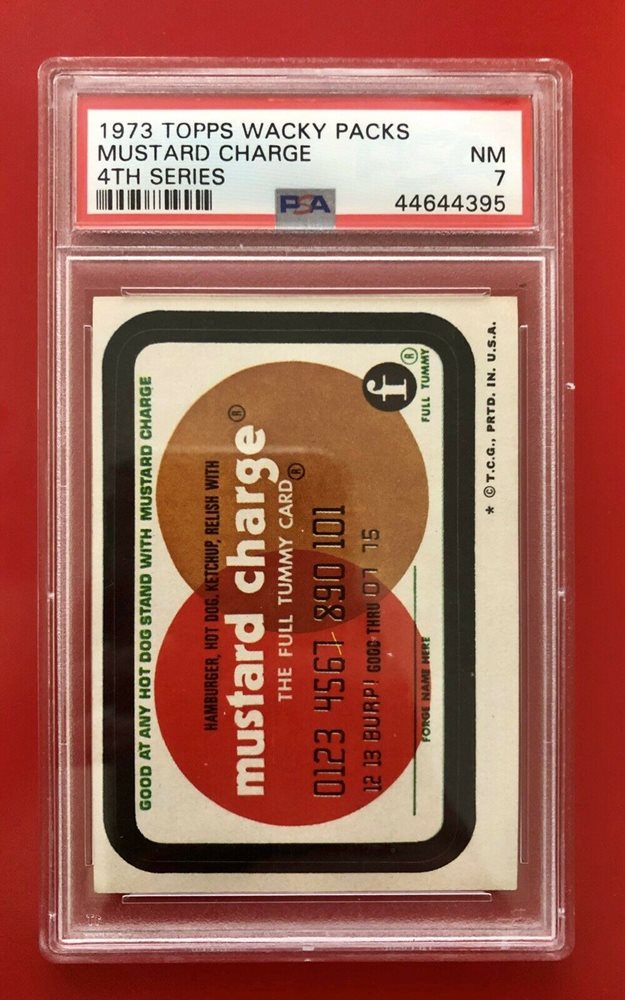 1973 TOPPS WACKY PACKS
MUSTARD CHARGE NM
4TH SERIES 7
PSA 44644395
GOOD AT ANY HOT DOG STAND WITH MUSTARD CHARGE
HAMBURGER, HOT DOG, KETCHUP, RELISH WITH
mustard charge®
THE FULL TUMMY CARD®
0123 4567 890 101
12 13 BURP! GOOD THRU 07 75
FORGE NAME HERE
f®
FULL TUMMY
* © T.C.G., PRTD. IN U.S.A.